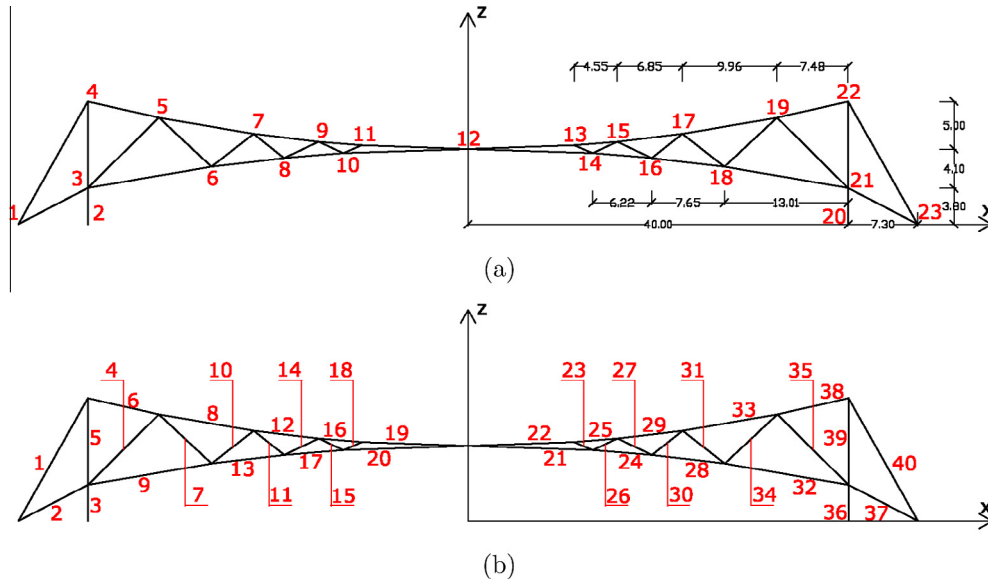 Z
4.55 6.85 9.96 7.48
4 22
5 19
7 17 5.00
9 11 12 13 15
10 14 4.10
3 6 8 16 18 21
6.22 7.65 13.01 3.80
1 2 20 23 X
40.00 7.30
(a)
Z
4 10 14 18 23 27 31 35
6 38
8 33
12 29
1 5 16 19 22 25 39 40
13 17 20 21 24 28
9 32
2 3 7 11 15 26 30 34 36 37
X
(b)